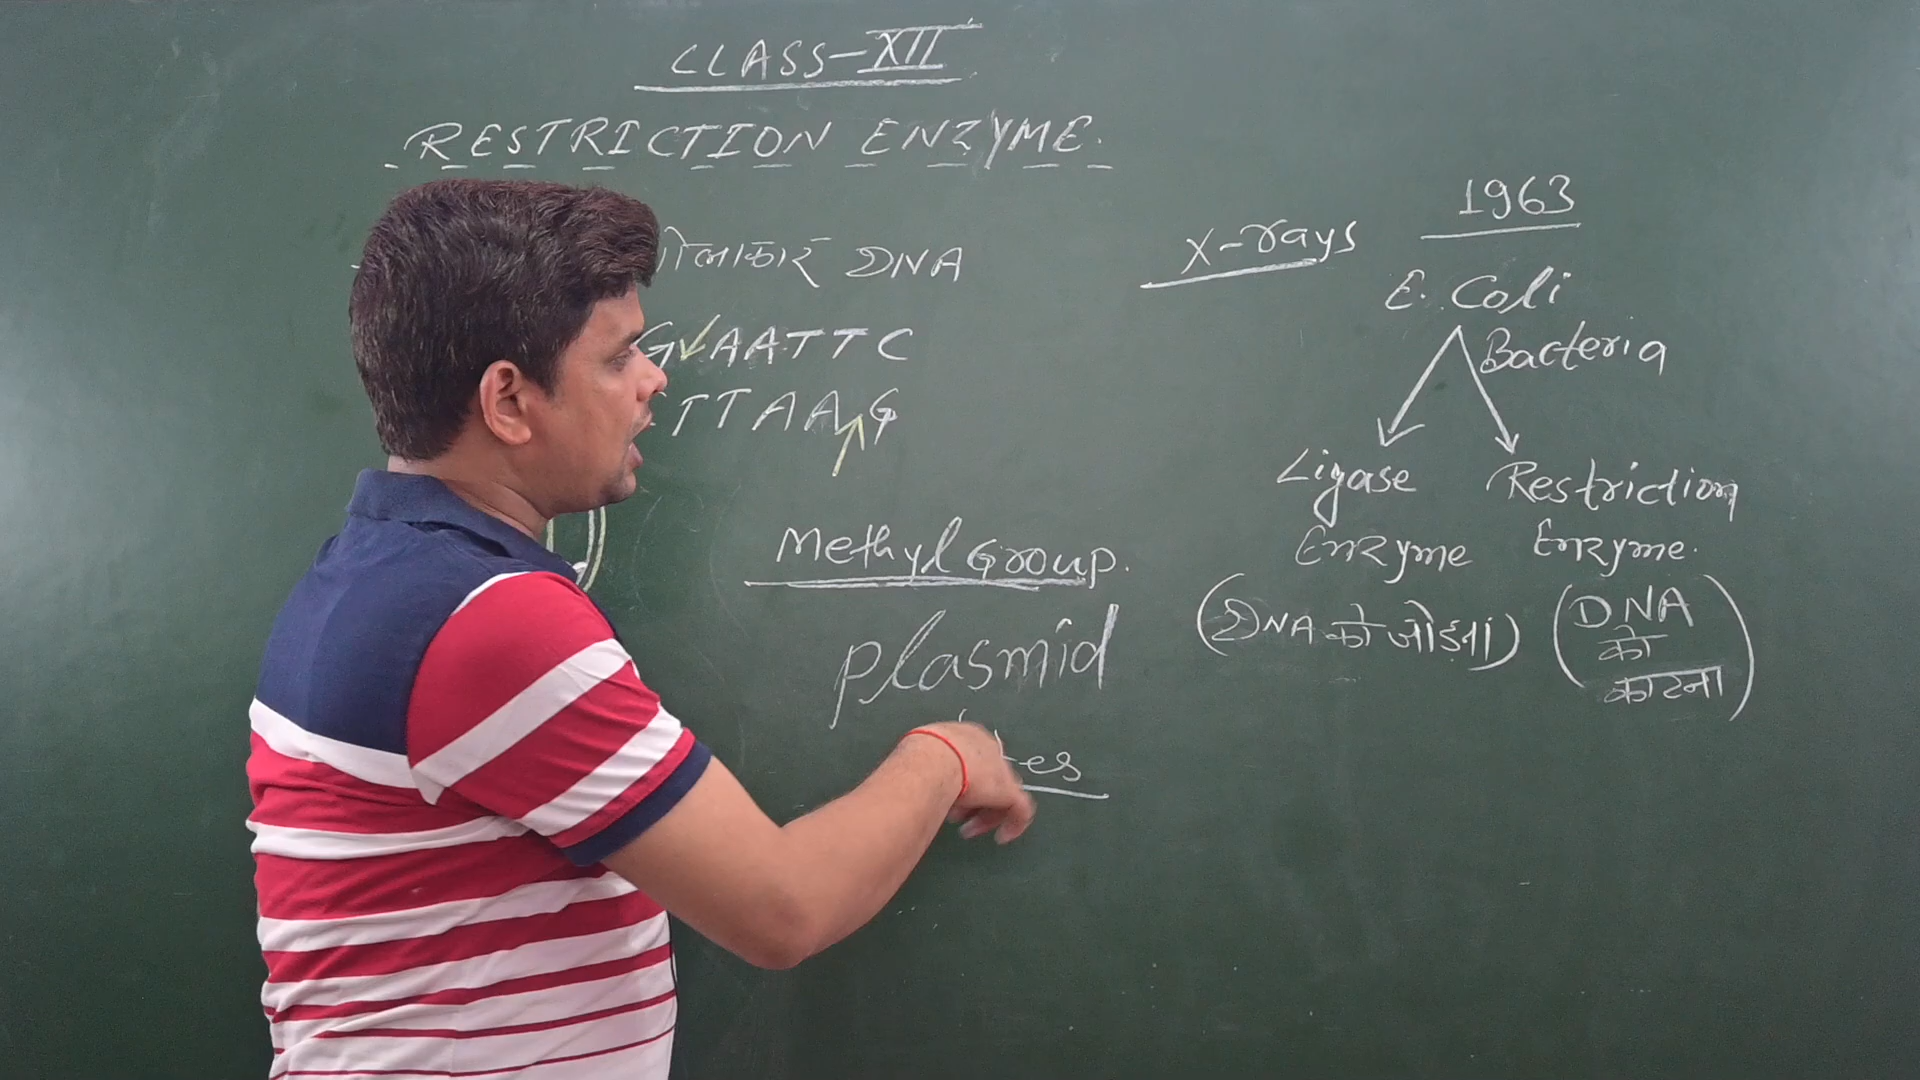 CLASS-XII
RESTRICTION ENZYME.
DNA
G AATTC
TTAA G
Methyl Group.
plasmid
X-rays
1963
E. Coli
Bacteria
Ligase
Enzyme
(DNA को जोड़ना)
Restriction
Enzyme.
(DNA
को
काटना)